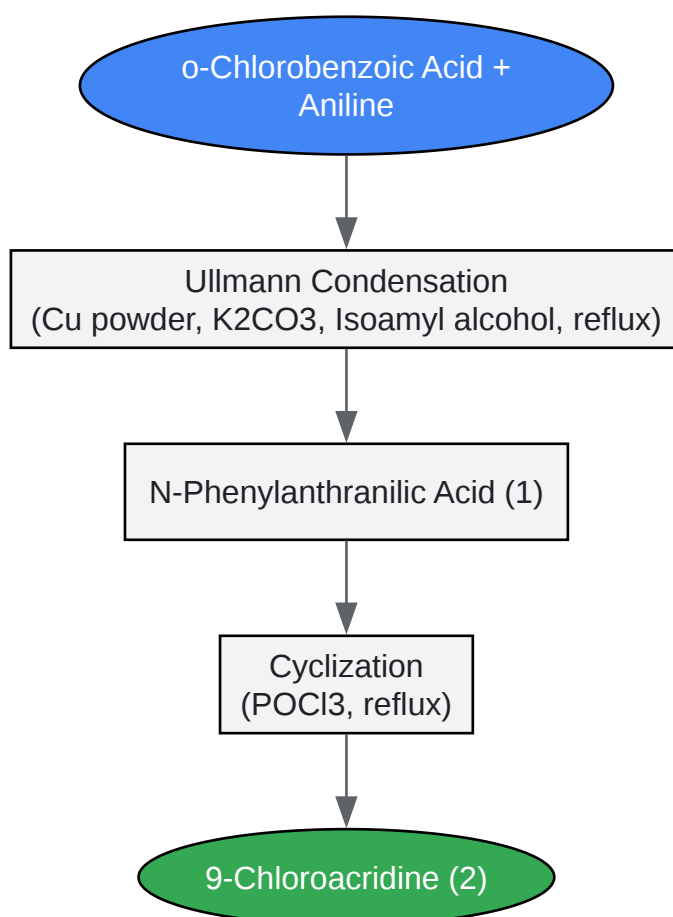 o-Chlorobenzoic Acid +
Aniline
Ullmann Condensation
(Cu powder, K2CO3, Isoamyl alcohol, reflux)
N-Phenylanthranilic Acid (1)
Cyclization
(POCl3, reflux)
9-Chloroacridine (2)